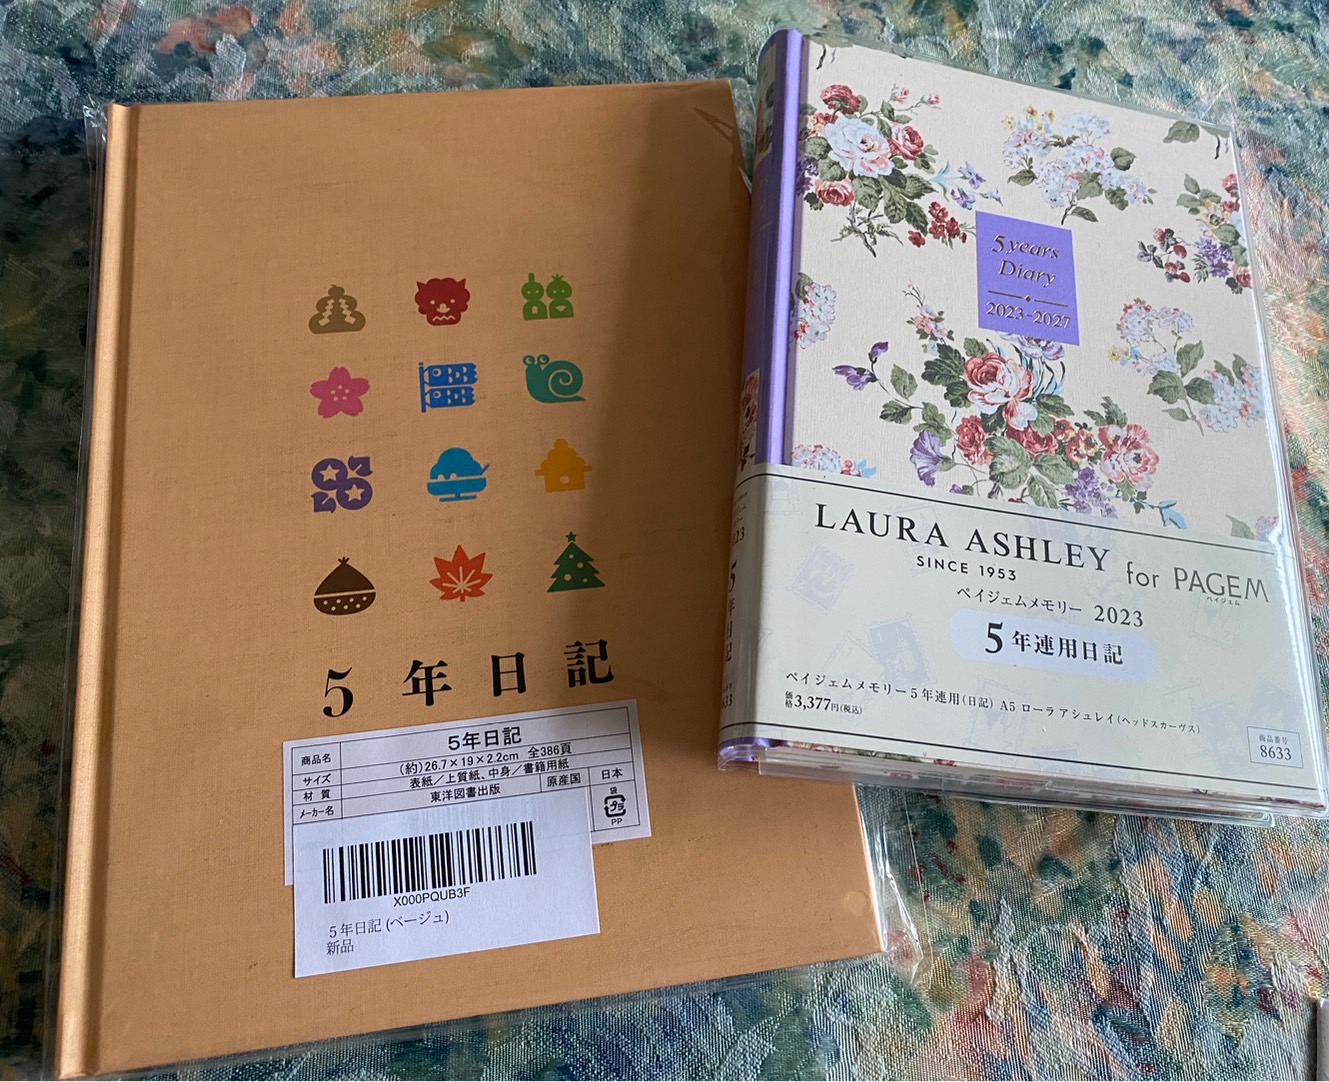 5年日記
商品名 5年日記
サイズ (約)26.7×19×2.2cm 全386頁
材質 表紙/上質紙、中身/書籍用紙
メーカー名 東洋図書出版 原産国 日本
袋
プラ
PP
X000PQUB3F
5年日記 (ベージュ)
新品
5 years
Diary
2023-2027
LAURA ASHLEY for PAGEM
SINCE 1953
ペイジェム
ペイジェムメモリー 2023
5年連用日記
ペイジェムメモリー5年連用(日記) A5 ローラ アシュレイ(ヘッドスカーヴス)
価格3,377円(税込)
商品番号
8633
5年日記